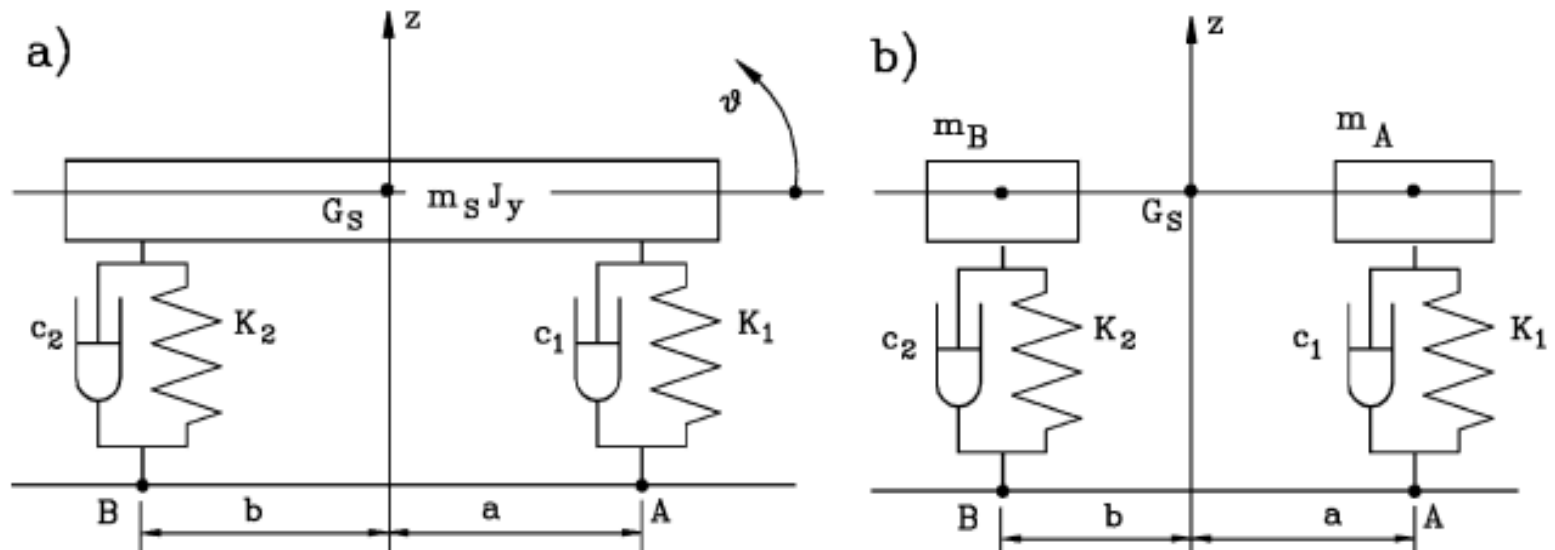 a)
z
ϑ
G_S
m_S J_y
c_2
K_2
c_1
K_1
B
b
a
A
b)
z
m_B
m_A
G_S
c_2
K_2
c_1
K_1
B
b
a
A